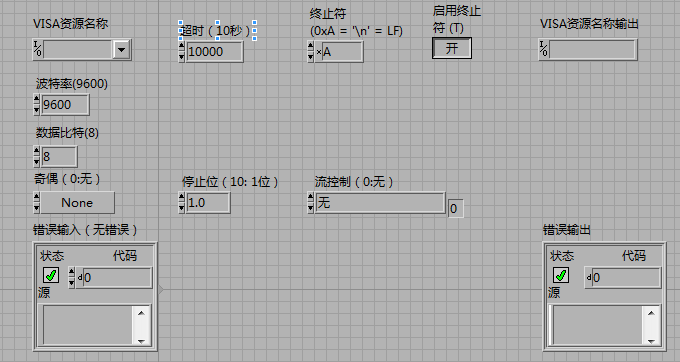 VISA资源名称
超时（10秒）
终止符
(0xA = '\n' = LF)
启用终止
符 (T)
VISA资源名称输出
I/O
10000
×A
开
I/O
波特率(9600)
9600
数据比特(8)
8
奇偶（0:无）
停止位（10: 1位）
流控制（0:无）
None
1.0
无
0
错误输入（无错误）
错误输出
状态
代码
状态
代码
d0
d0
源
源